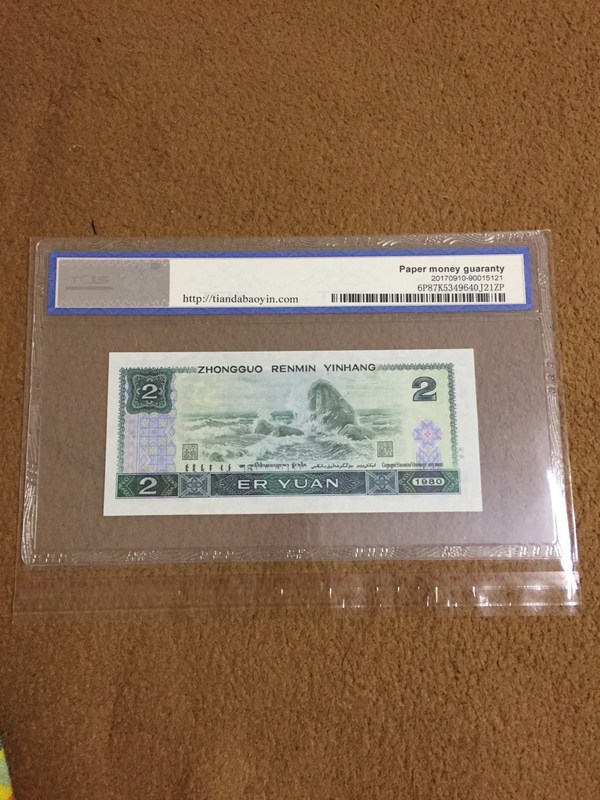 Paper money guaranty
20170910-90015121
http://tiandabaoyin.com
6P87K5349640J21ZP
ZHONGGUO RENMIN YINHANG
2
2
2
ER YUAN
1980